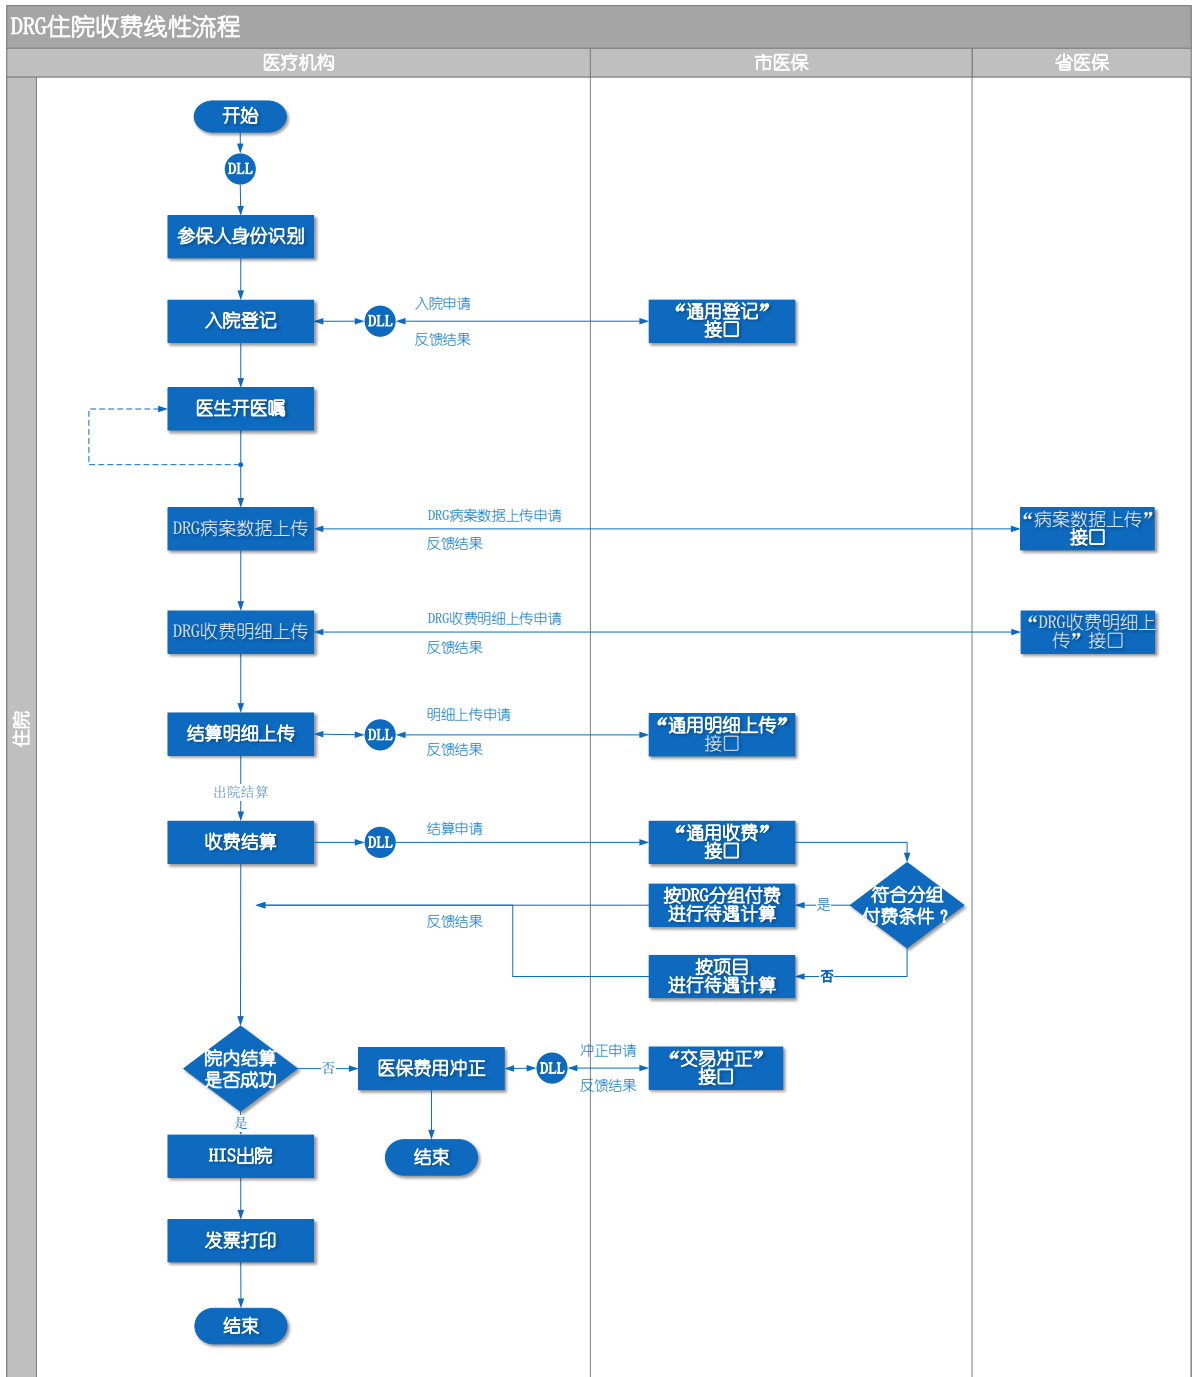 DRG住院收费线性流程
医疗机构
市医保
省医保
住院
开始
DLL
参保人身份识别
入院登记
DLL
入院申请
反馈结果
“通用登记”
接口
医生开医嘱
DRG病案数据上传
DRG病案数据上传申请
反馈结果
“病案数据上传”
接口
DRG收费明细上传
DRG收费明细上传申请
反馈结果
“DRG收费明细上
传”接口
结算明细上传
DLL
明细上传申请
反馈结果
“通用明细上传”
接口
出院结算
收费结算
DLL
结算申请
“通用收费”
接口
符合分组
付费条件？
是
按DRG分组付费
进行待遇计算
反馈结果
否
按项目
进行待遇计算
院内结算
是否成功
否
医保费用冲正
DLL
冲正申请
反馈结果
“交易冲正”
接口
是
HIS出院
结束
发票打印
结束